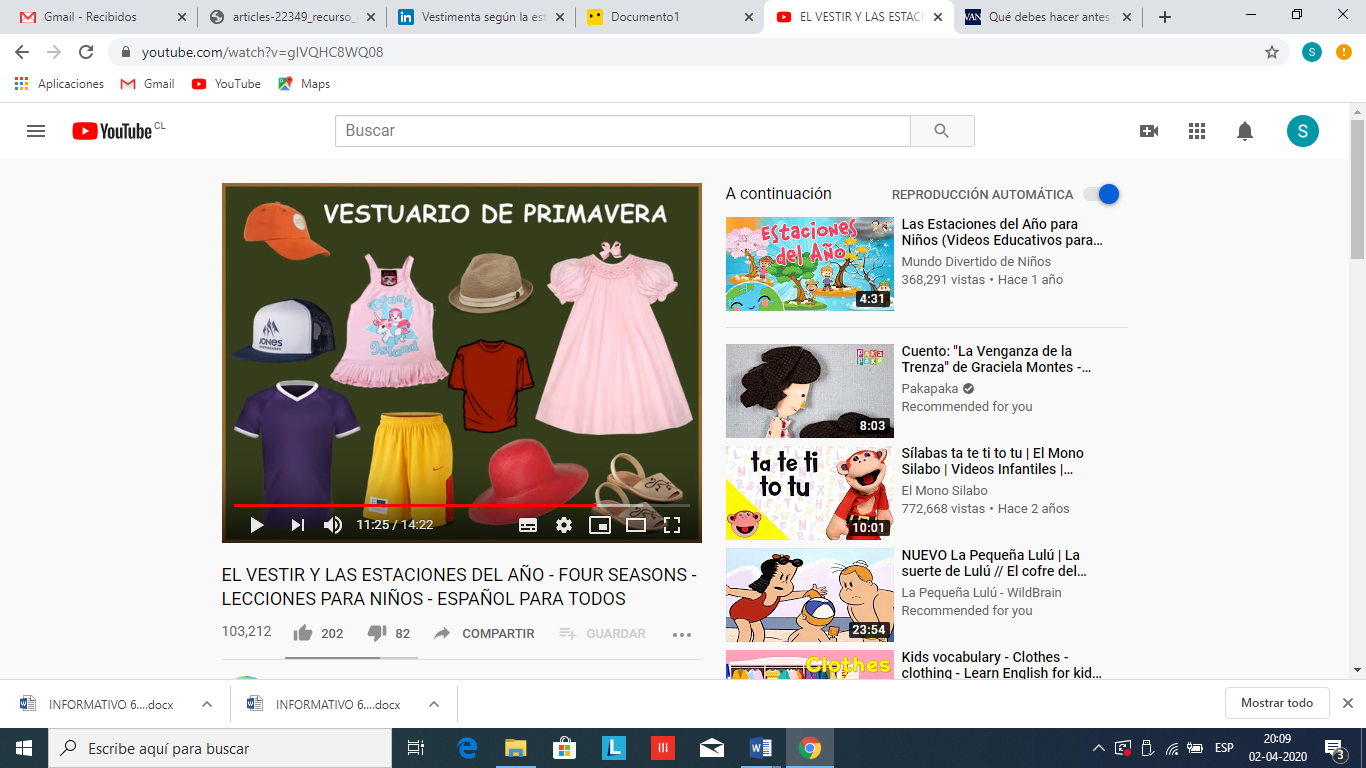 Gmail - Recibidos
articles-22349_recurso_
Vestimenta según la est
Documento1
EL VESTIR Y LAS ESTACI
Qué debes hacer antes
youtube.com/watch?v=gIVQHC8WQ08
S
Aplicaciones
Gmail
YouTube
Maps
YouTube CL
Buscar
S
VESTUARIO DE PRIMAVERA
JONES
11:25 / 14:22
EL VESTIR Y LAS ESTACIONES DEL AÑO - FOUR SEASONS -
LECCIONES PARA NIÑOS - ESPAÑOL PARA TODOS
103,212
202
82
COMPARTIR
GUARDAR
A continuación
REPRODUCCIÓN AUTOMÁTICA
Estaciones
del Año
4:31
Las Estaciones del Año para
Niños (Videos Educativos para...
Mundo Divertido de Niños
368,291 vistas • Hace 1 año
PAKA
PAKA
8:03
Cuento: "La Venganza de la
Trenza" de Graciela Montes -...
Pakapaka
Recommended for you
ta te ti
to tu
10:01
Sílabas ta te ti to tu | El Mono
Silabo | Videos Infantiles |...
El Mono Silabo
772,668 vistas • Hace 2 años
23:54
NUEVO La Pequeña Lulú | La
suerte de Lulú // El cofre del...
La Pequeña Lulú - WildBrain
Recommended for you
Clothes
Kids vocabulary - Clothes -
clothing - Learn English for kid...
INFORMATIVO 6....docx
INFORMATIVO 6....docx
Mostrar todo
Escribe aquí para buscar
L
ESP
20:09
02-04-2020
3